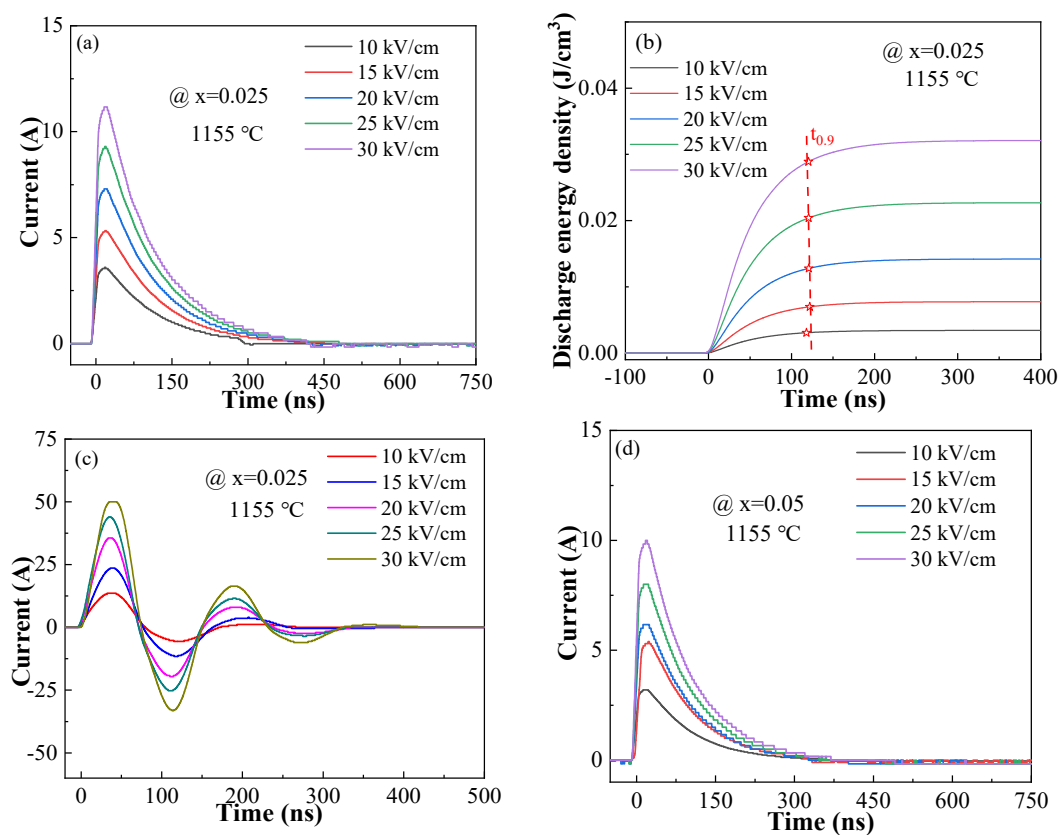 (a)
10 kV/cm
15 kV/cm
20 kV/cm
25 kV/cm
30 kV/cm
@ x=0.025
1155 ℃
15
10
5
0
Current (A)
0 150 300 450 600 750
Time (ns)
(b)
10 kV/cm
15 kV/cm
20 kV/cm
25 kV/cm
30 kV/cm
@ x=0.025
1155 ℃
t0.9
0.04
0.02
0.00
Discharge energy density (J/cm3)
-100 0 100 200 300 400
Time (ns)
(c)
10 kV/cm
15 kV/cm
20 kV/cm
25 kV/cm
30 kV/cm
@ x=0.025
1155 ℃
75
50
25
0
-25
-50
Current (A)
0 100 200 300 400 500
Time (ns)
(d)
10 kV/cm
15 kV/cm
20 kV/cm
25 kV/cm
30 kV/cm
@ x=0.05
1155 ℃
15
10
5
0
Current (A)
0 150 300 450 600 750
Time (ns)